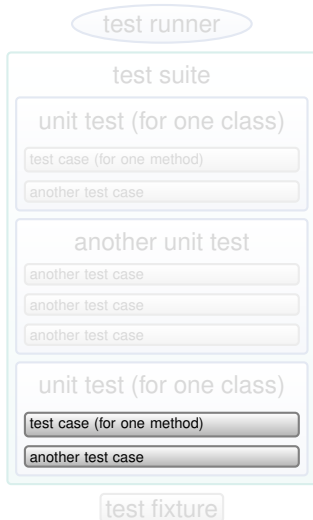 test runner
test suite
unit test (for one class)
test case (for one method)
another test case
another unit test
another test case
another test case
another test case
unit test (for one class)
test case (for one method)
another test case
test fixture